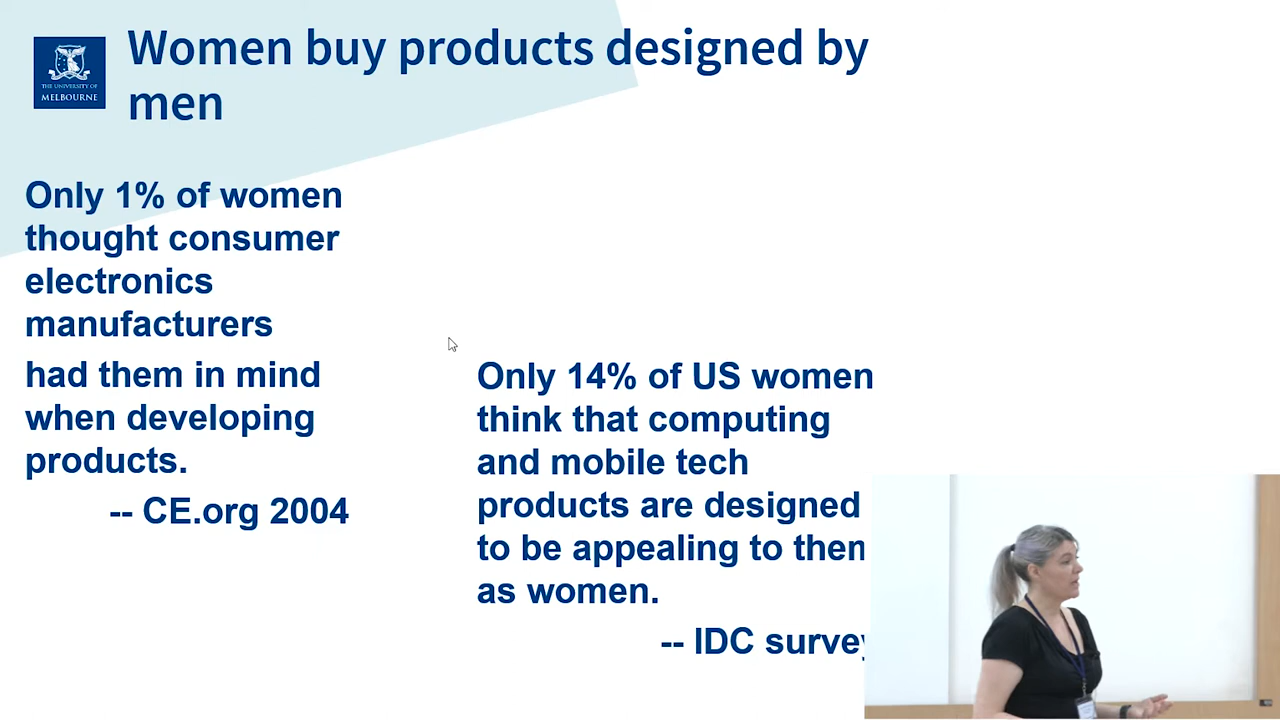 Women buy products designed by
men
THE UNIVERSITY OF
MELBOURNE
Only 1% of women
thought consumer
electronics
manufacturers
had them in mind
when developing
products.
-- CE.org 2004
Only 14% of US women
think that computing
and mobile tech
products are designed
to be appealing to them
as women.
-- IDC survey